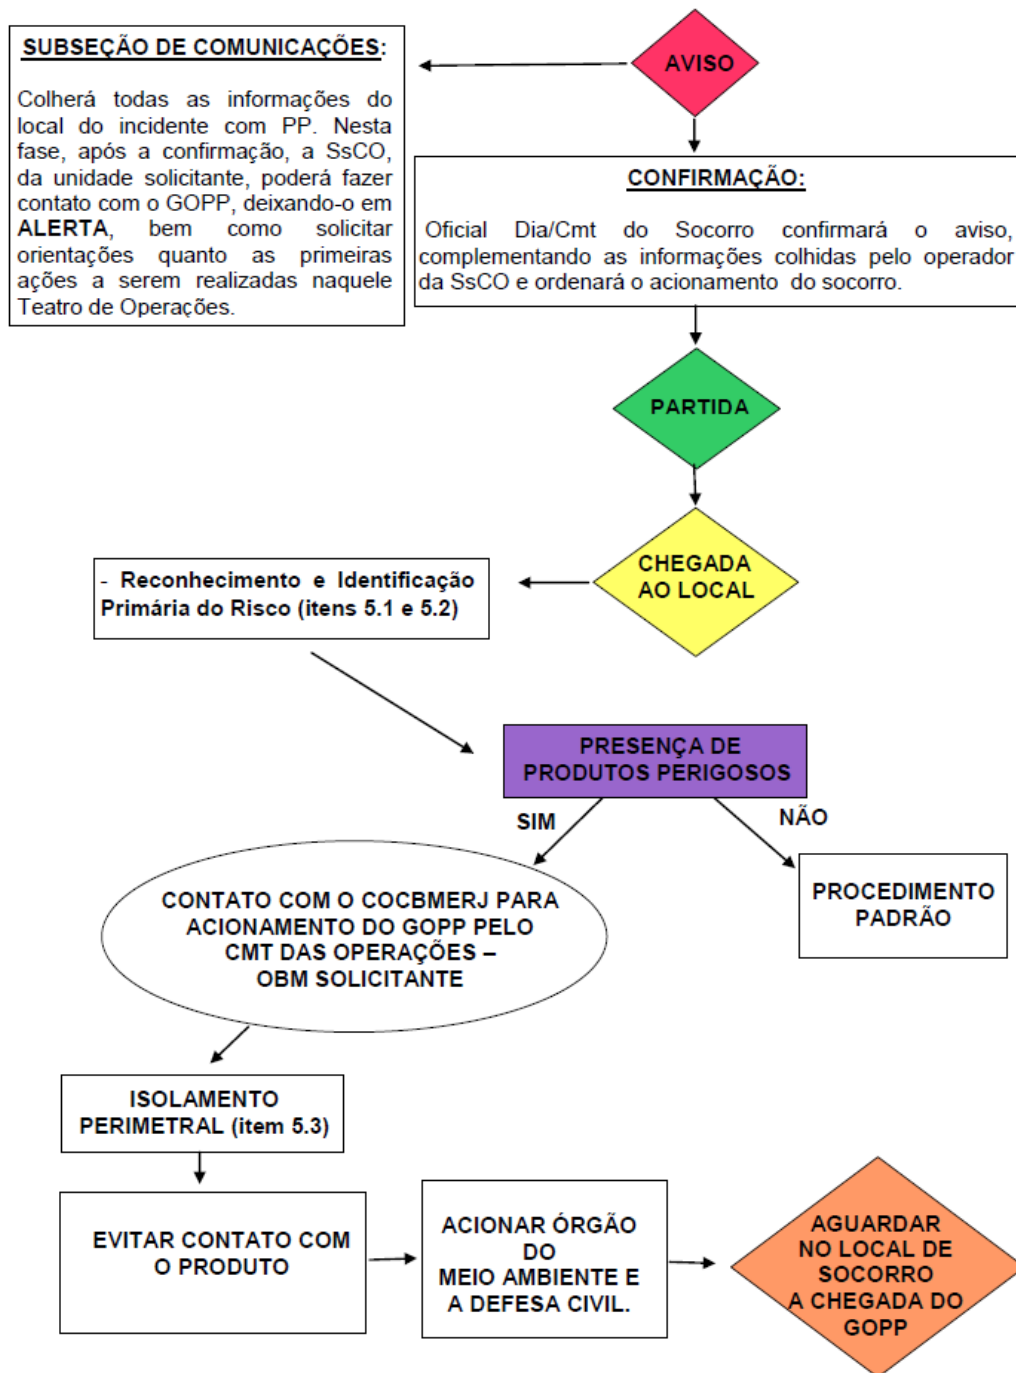 AVISO
SUBSEÇÃO DE COMUNICAÇÕES:
Colherá todas as informações do
local do incidente com PP. Nesta
fase, após a confirmação, a SsCO,
da unidade solicitante, poderá fazer
contato com o GOPP, deixando-o em
ALERTA, bem como solicitar
orientações quanto as primeiras
ações a serem realizadas naquele
Teatro de Operações.
CONFIRMAÇÃO:
Oficial Dia/Cmt do Socorro confirmará o aviso,
complementando as informações colhidas pelo operador
da SsCO e ordenará o acionamento do socorro.
PARTIDA
CHEGADA
AO LOCAL
- Reconhecimento e Identificação
Primária do Risco (itens 5.1 e 5.2)
PRESENÇA DE
PRODUTOS PERIGOSOS
SIM
NÃO
CONTATO COM O COCBMERJ PARA
ACIONAMENTO DO GOPP PELO
CMT DAS OPERAÇÕES –
OBM SOLICITANTE
PROCEDIMENTO
PADRÃO
ISOLAMENTO
PERIMETRAL (item 5.3)
EVITAR CONTATO COM
O PRODUTO
ACIONAR ÓRGÃO
DO
MEIO AMBIENTE E
A DEFESA CIVIL.
AGUARDAR
NO LOCAL DE
SOCORRO
A CHEGADA DO
GOPP